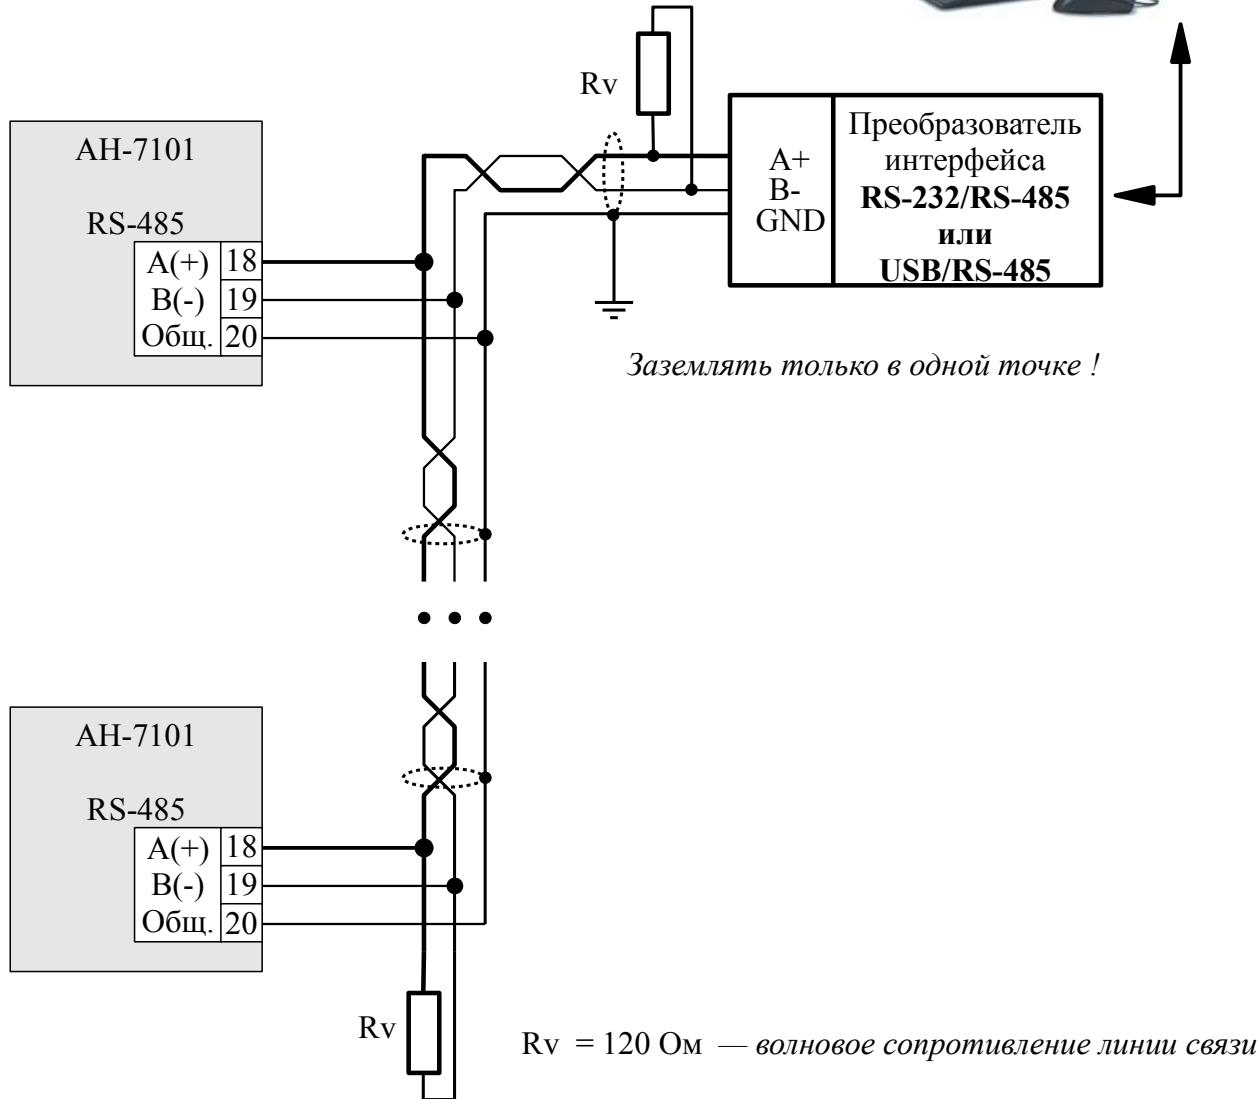 Rv
АН-7101
RS-485
A(+) 18
B(-) 19
Общ. 20
A+
B-
GND
Преобразователь
интерфейса
RS-232/RS-485
или
USB/RS-485
Заземлять только в одной точке !
АН-7101
RS-485
A(+) 18
B(-) 19
Общ. 20
Rv
Rv = 120 Ом — волновое сопротивление линии связи